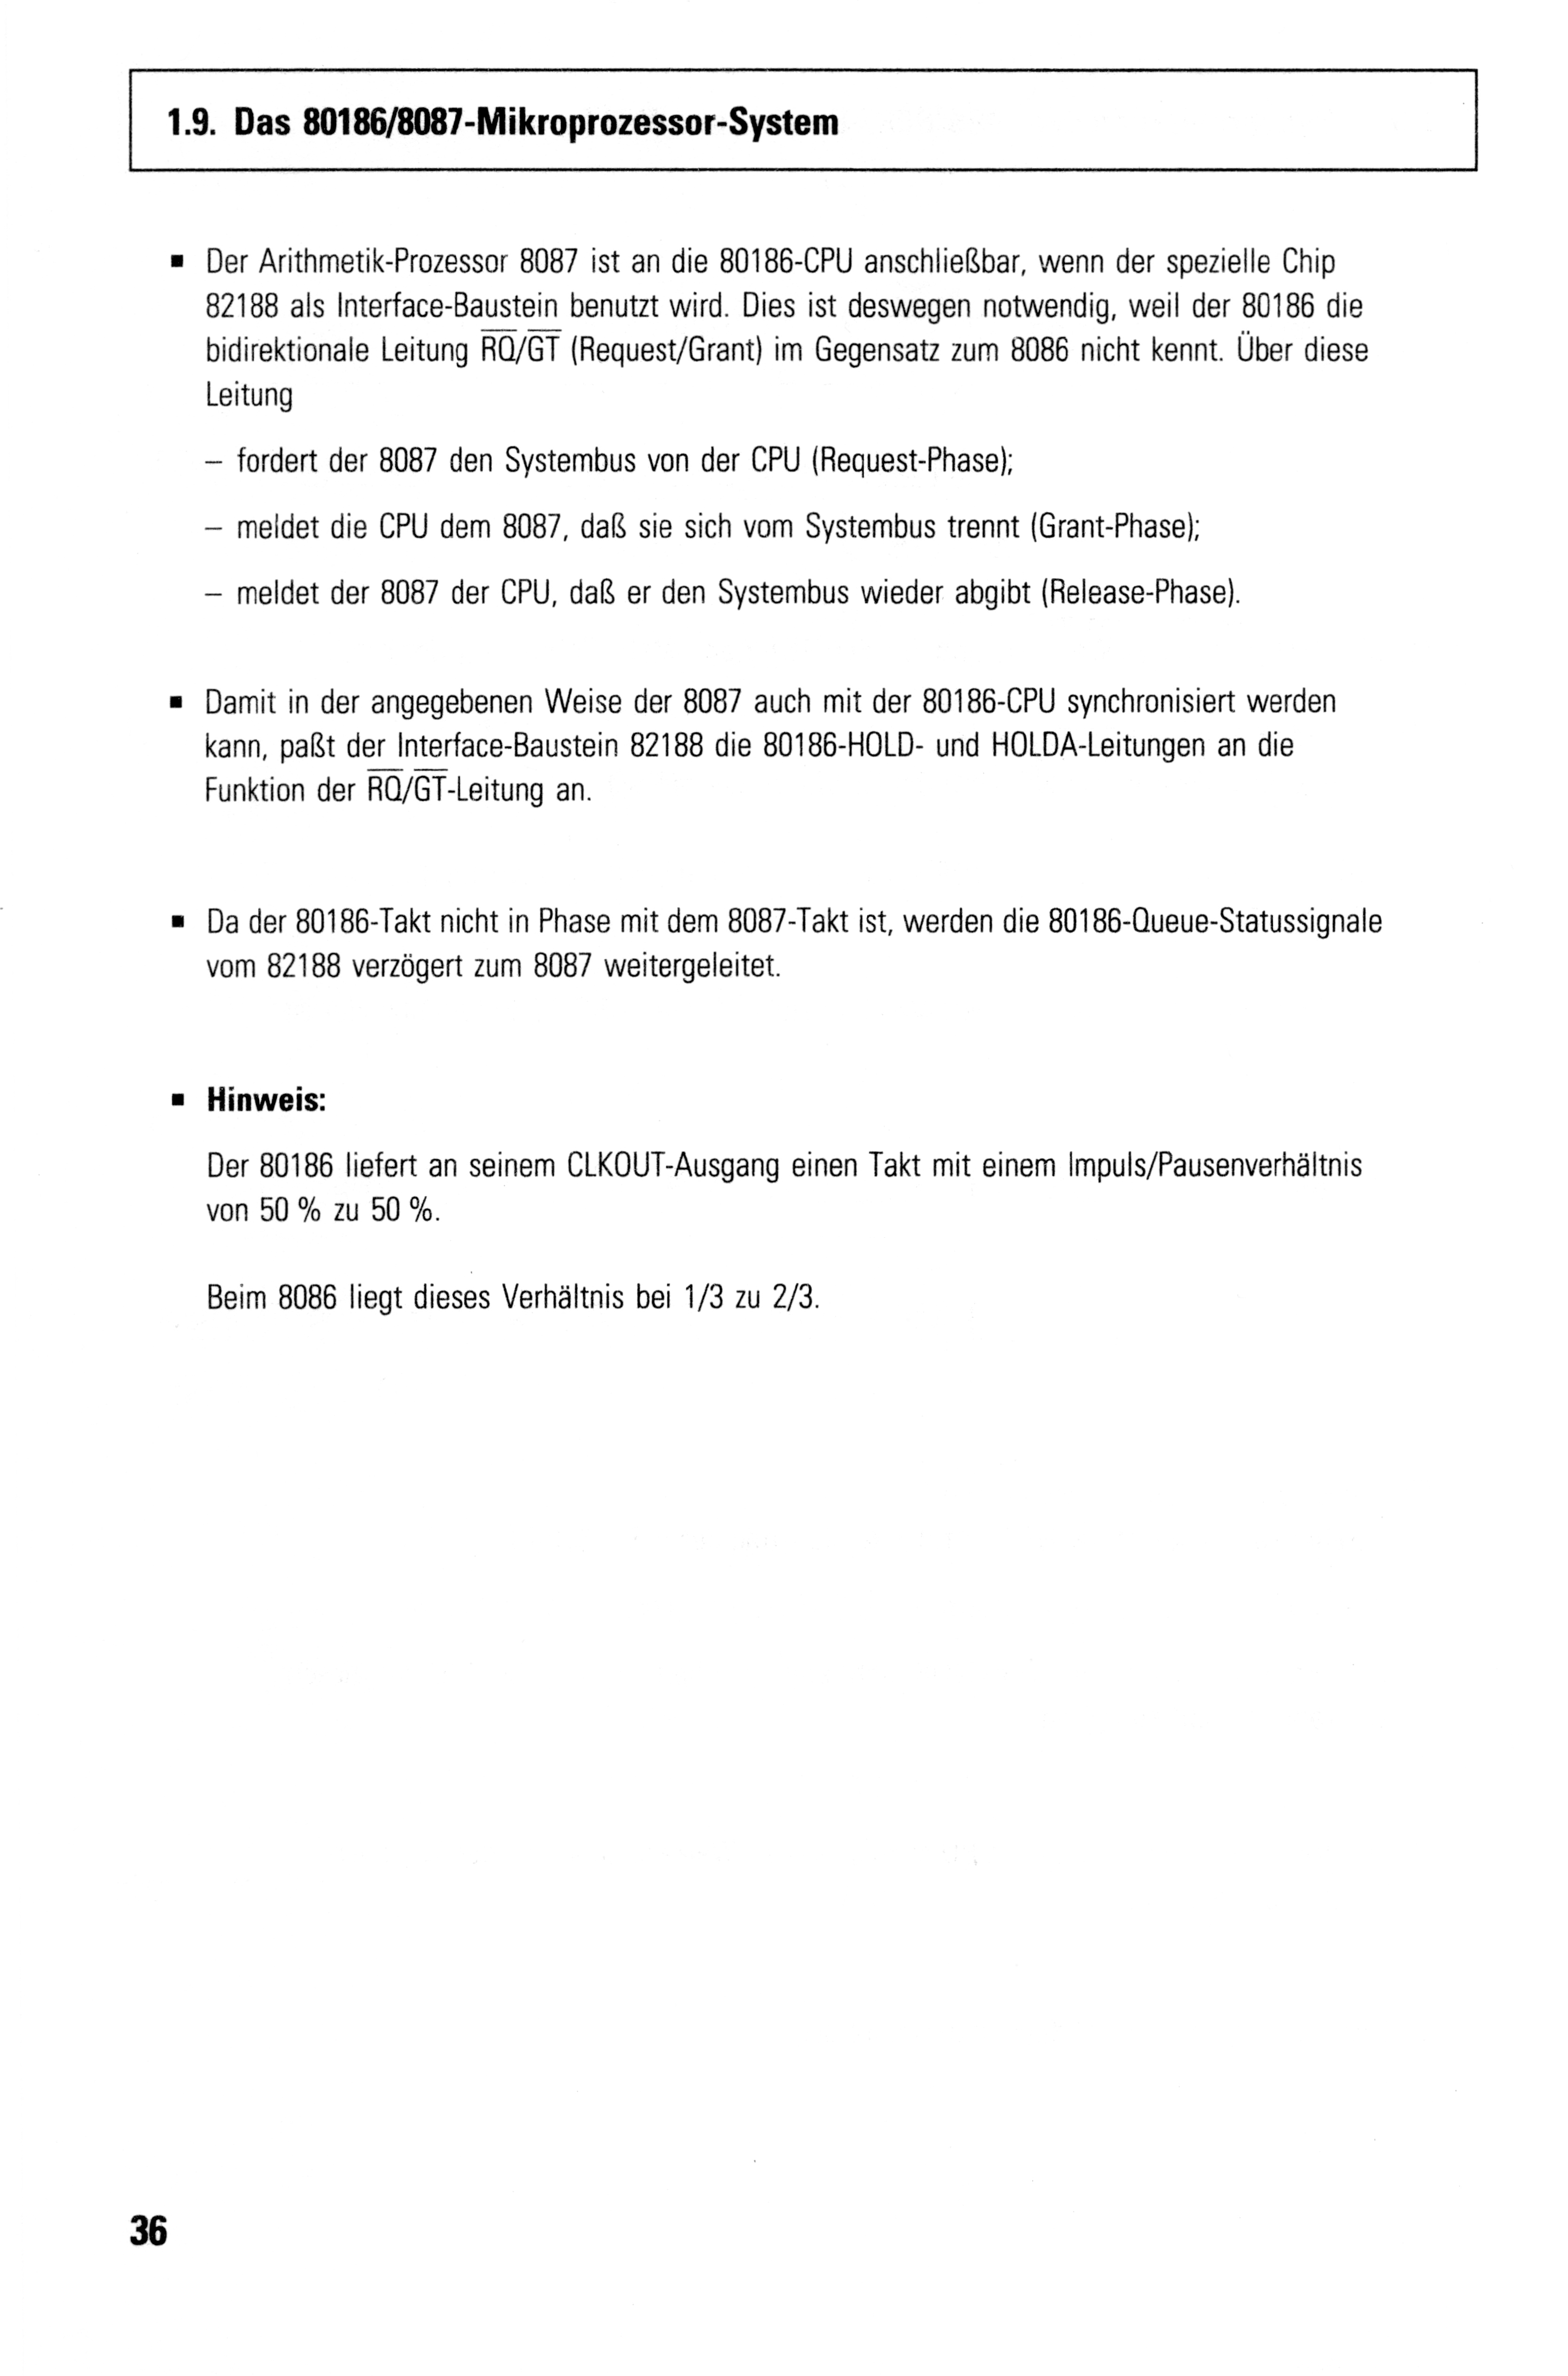 1.9. Das 80186/8087-Mikroprozessor-System
▪ Der Arithmetik-Prozessor 8087 ist an die 80186-CPU anschließbar, wenn der spezielle Chip
82188 als Interface-Baustein benutzt wird. Dies ist deswegen notwendig, weil der 80186 die
bidirektionale Leitung R̅Q̅/G̅T̅ (Request/Grant) im Gegensatz zum 8086 nicht kennt. Über diese
Leitung
– fordert der 8087 den Systembus von der CPU (Request-Phase);
– meldet die CPU dem 8087, daß sie sich vom Systembus trennt (Grant-Phase);
– meldet der 8087 der CPU, daß er den Systembus wieder abgibt (Release-Phase).
▪ Damit in der angegebenen Weise der 8087 auch mit der 80186-CPU synchronisiert werden
kann, paßt der Interface-Baustein 82188 die 80186-HOLD- und HOLDA-Leitungen an die
Funktion der R̅Q̅/G̅T̅-Leitung an.
▪ Da der 80186-Takt nicht in Phase mit dem 8087-Takt ist, werden die 80186-Queue-Statussignale
vom 82188 verzögert zum 8087 weitergeleitet.
▪ Hinweis:
Der 80186 liefert an seinem CLKOUT-Ausgang einen Takt mit einem Impuls/Pausenverhältnis
von 50 % zu 50 %.
Beim 8086 liegt dieses Verhältnis bei 1/3 zu 2/3.
36